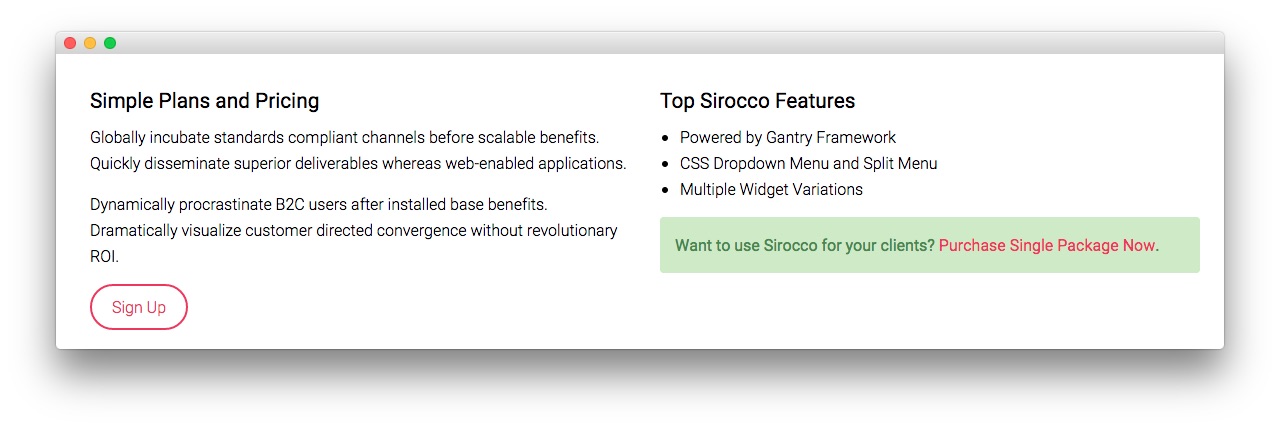 Simple Plans and Pricing
Globally incubate standards compliant channels before scalable benefits.
Quickly disseminate superior deliverables whereas web-enabled applications.
Dynamically procrastinate B2C users after installed base benefits.
Dramatically visualize customer directed convergence without revolutionary
ROI.
Sign Up
Top Sirocco Features
Powered by Gantry Framework
CSS Dropdown Menu and Split Menu
Multiple Widget Variations
Want to use Sirocco for your clients? Purchase Single Package Now.